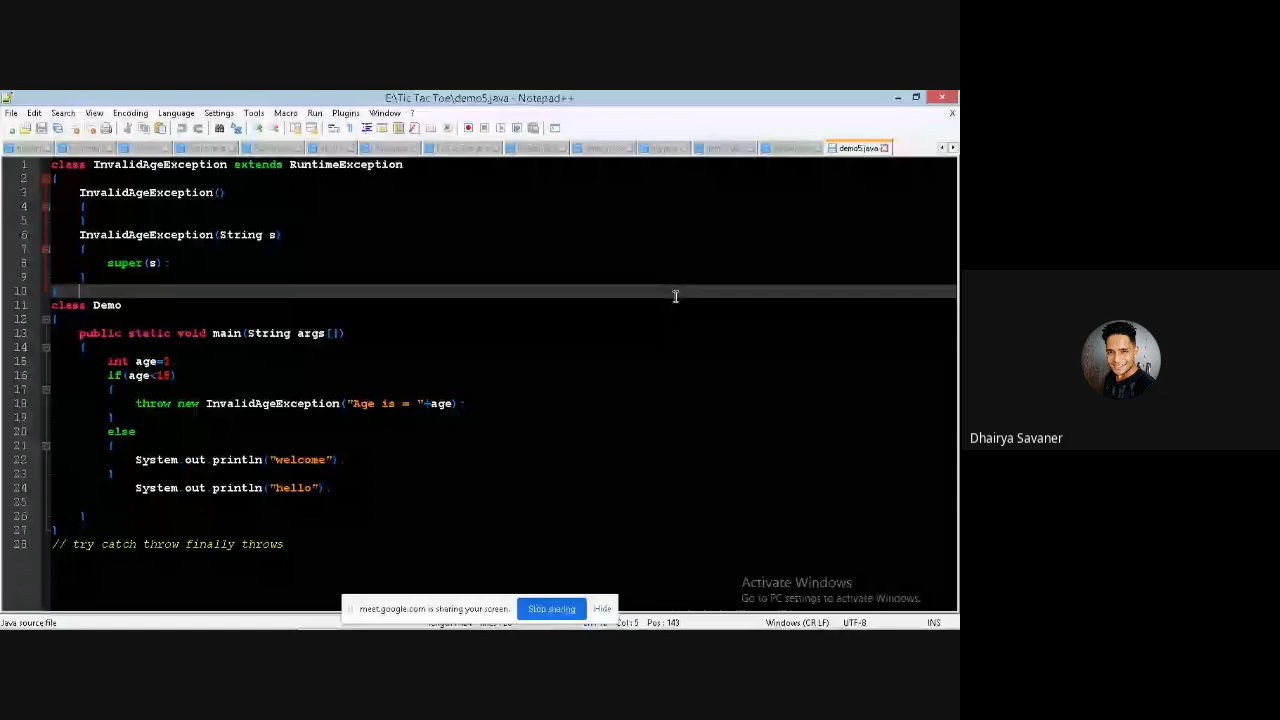 E:\Tic Tac Toe\demo5.java - Notepad++
File Edit Search View Encoding Language Settings Tools Macro Run Plugins Window ?
X
demo5.java
1 class InvalidAgeException extends RuntimeException
2 {
3 InvalidAgeException()
4 {
5 }
6 InvalidAgeException(String s)
7 {
8 super(s);
9 }
10 }
11 class Demo
12 {
13 public static void main(String args[])
14 {
15 int age=2
16 if(age<18)
17 {
18 throw new InvalidAgeException("Age is = "+age);
19 }
20 else
21 {
22 System.out.println("welcome");
23 }
24 System.out.println("hello");
25
26 }
27 }
28 // try catch throw finally throws
Dhairya Savaner
Activate Windows
Go to PC settings to activate Windows.
meet.google.com is sharing your screen. Stop sharing Hide
Java source file Col:5 Pos:143 Windows (CR LF) UTF-8 INS